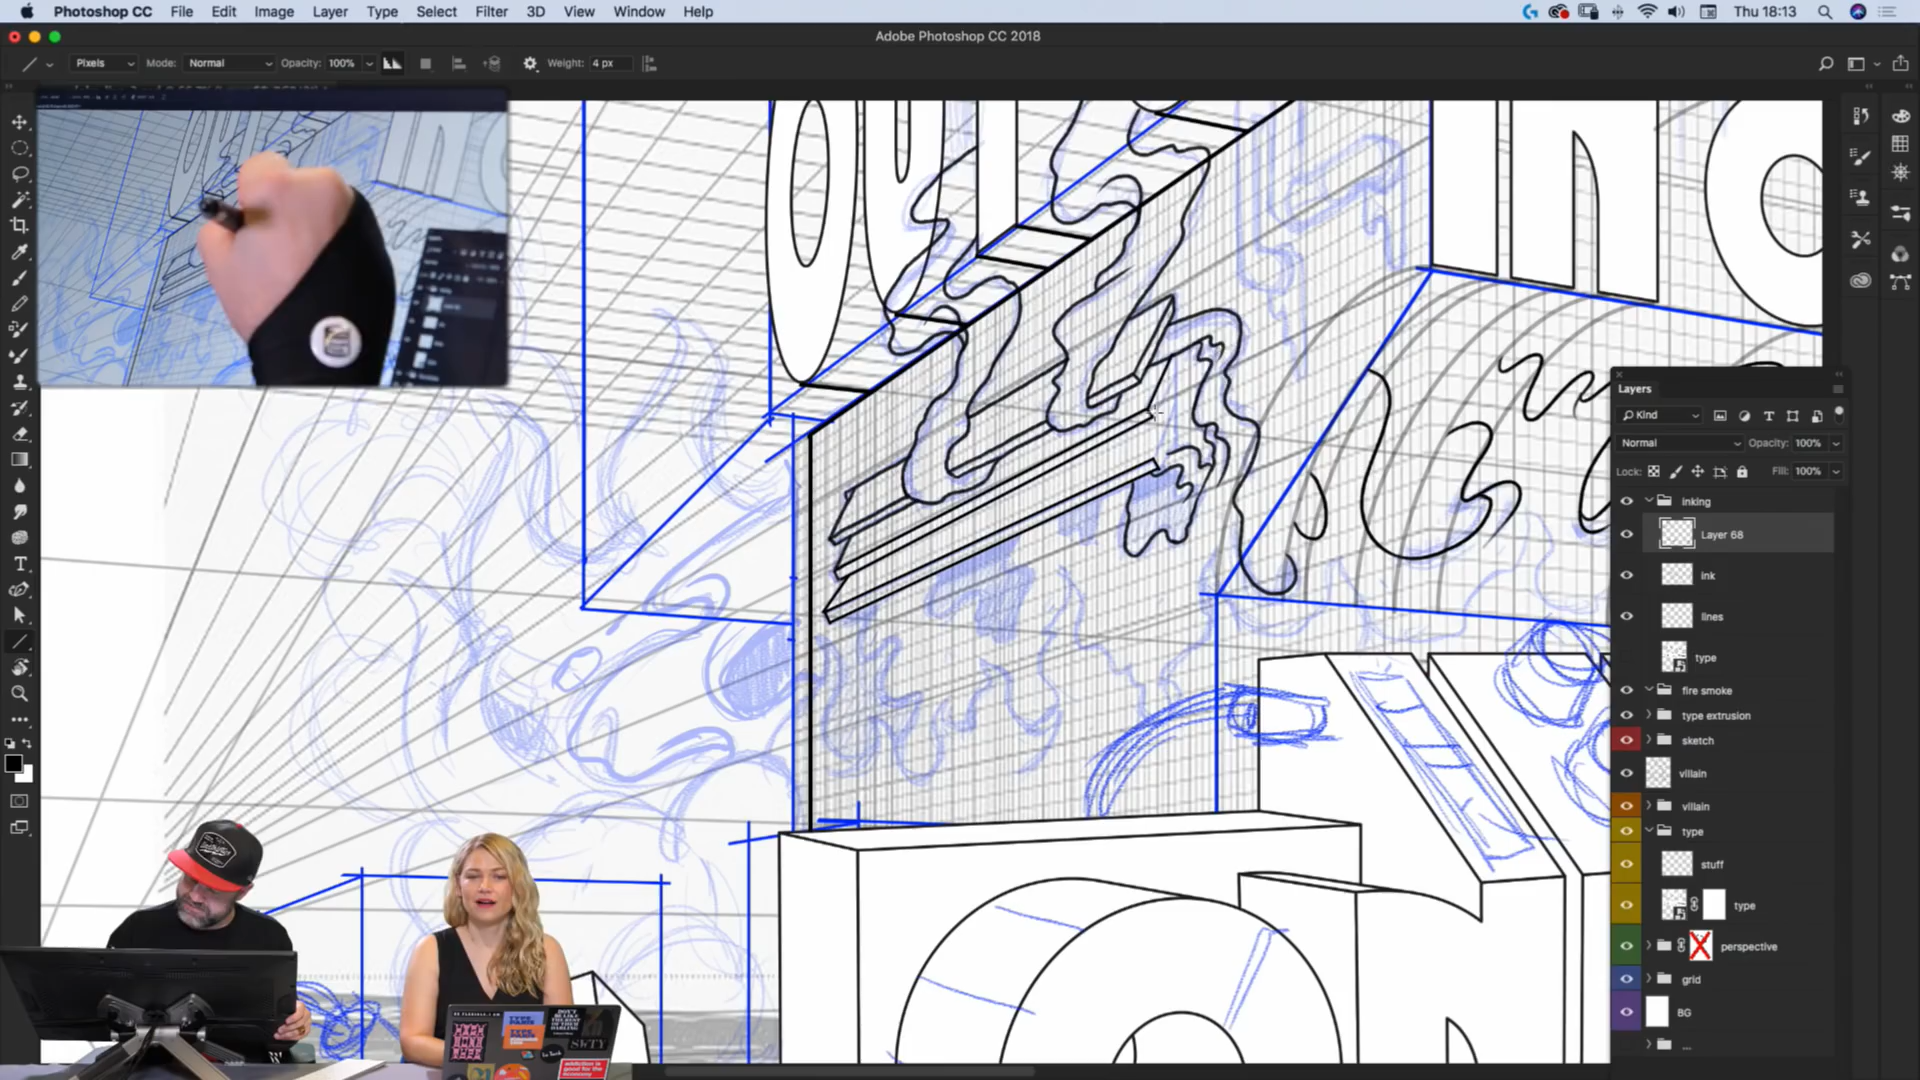 Photoshop CC File Edit Image Layer Type Select Filter 3D View Window Help Thu 18:13
Adobe Photoshop CC 2018
Pixels Mode: Normal Opacity: 100% Weight: 4 px
Layers
Kind
Normal Opacity: 100%
Lock: Fill: 100%
inking
Layer 68
ink
lines
type
fire smoke
type extrusion
sketch
villain
villain
type
stuff
type
perspective
grid
BG
...
SWTY